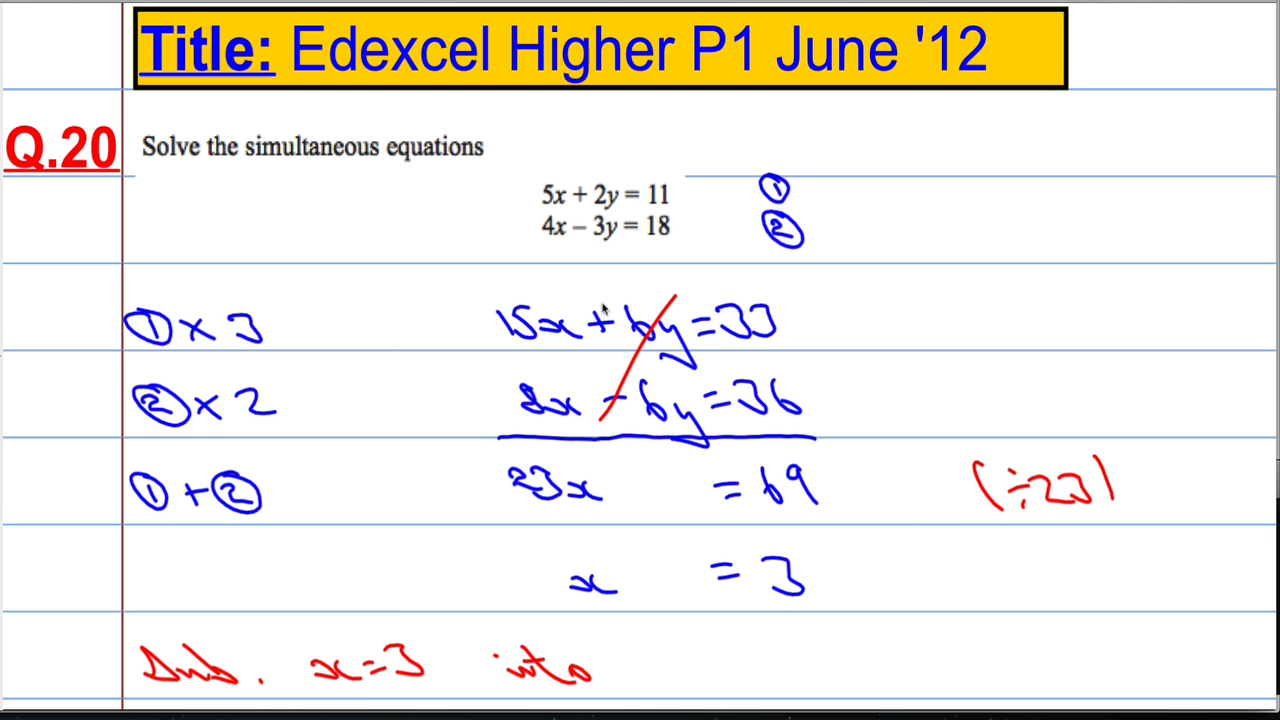 Title: Edexcel Higher P1 June '12
Q.20 Solve the simultaneous equations
5x + 2y = 11 ①
4x – 3y = 18 ②
① × 3 15x + 6y = 33
② × 2 8x - 6y = 36
① + ② 23x = 69 (÷23)
x = 3
Sub. x=3 into